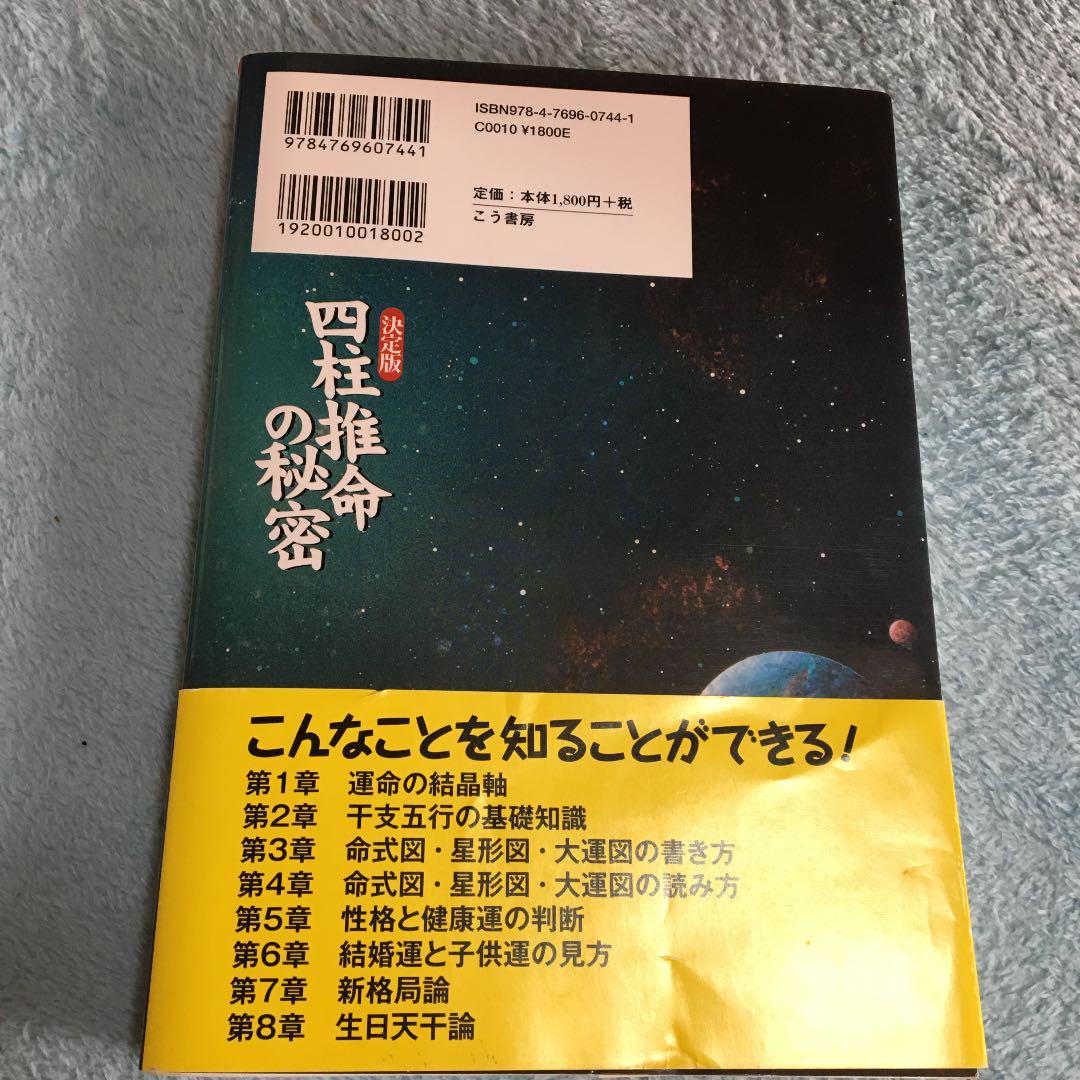 9784769607441
ISBN978-4-7696-0744-1
C0010 ¥1800E
1920010018002
定価：本体1,800円＋税
こう書房
決定版
四柱推命
の秘密
こんなことを知ることができる！
第1章 運命の結晶軸
第2章 干支五行の基礎知識
第3章 命式図・星形図・大運図の書き方
第4章 命式図・星形図・大運図の読み方
第5章 性格と健康運の判断
第6章 結婚運と子供運の見方
第7章 新格局論
第8章 生日天干論